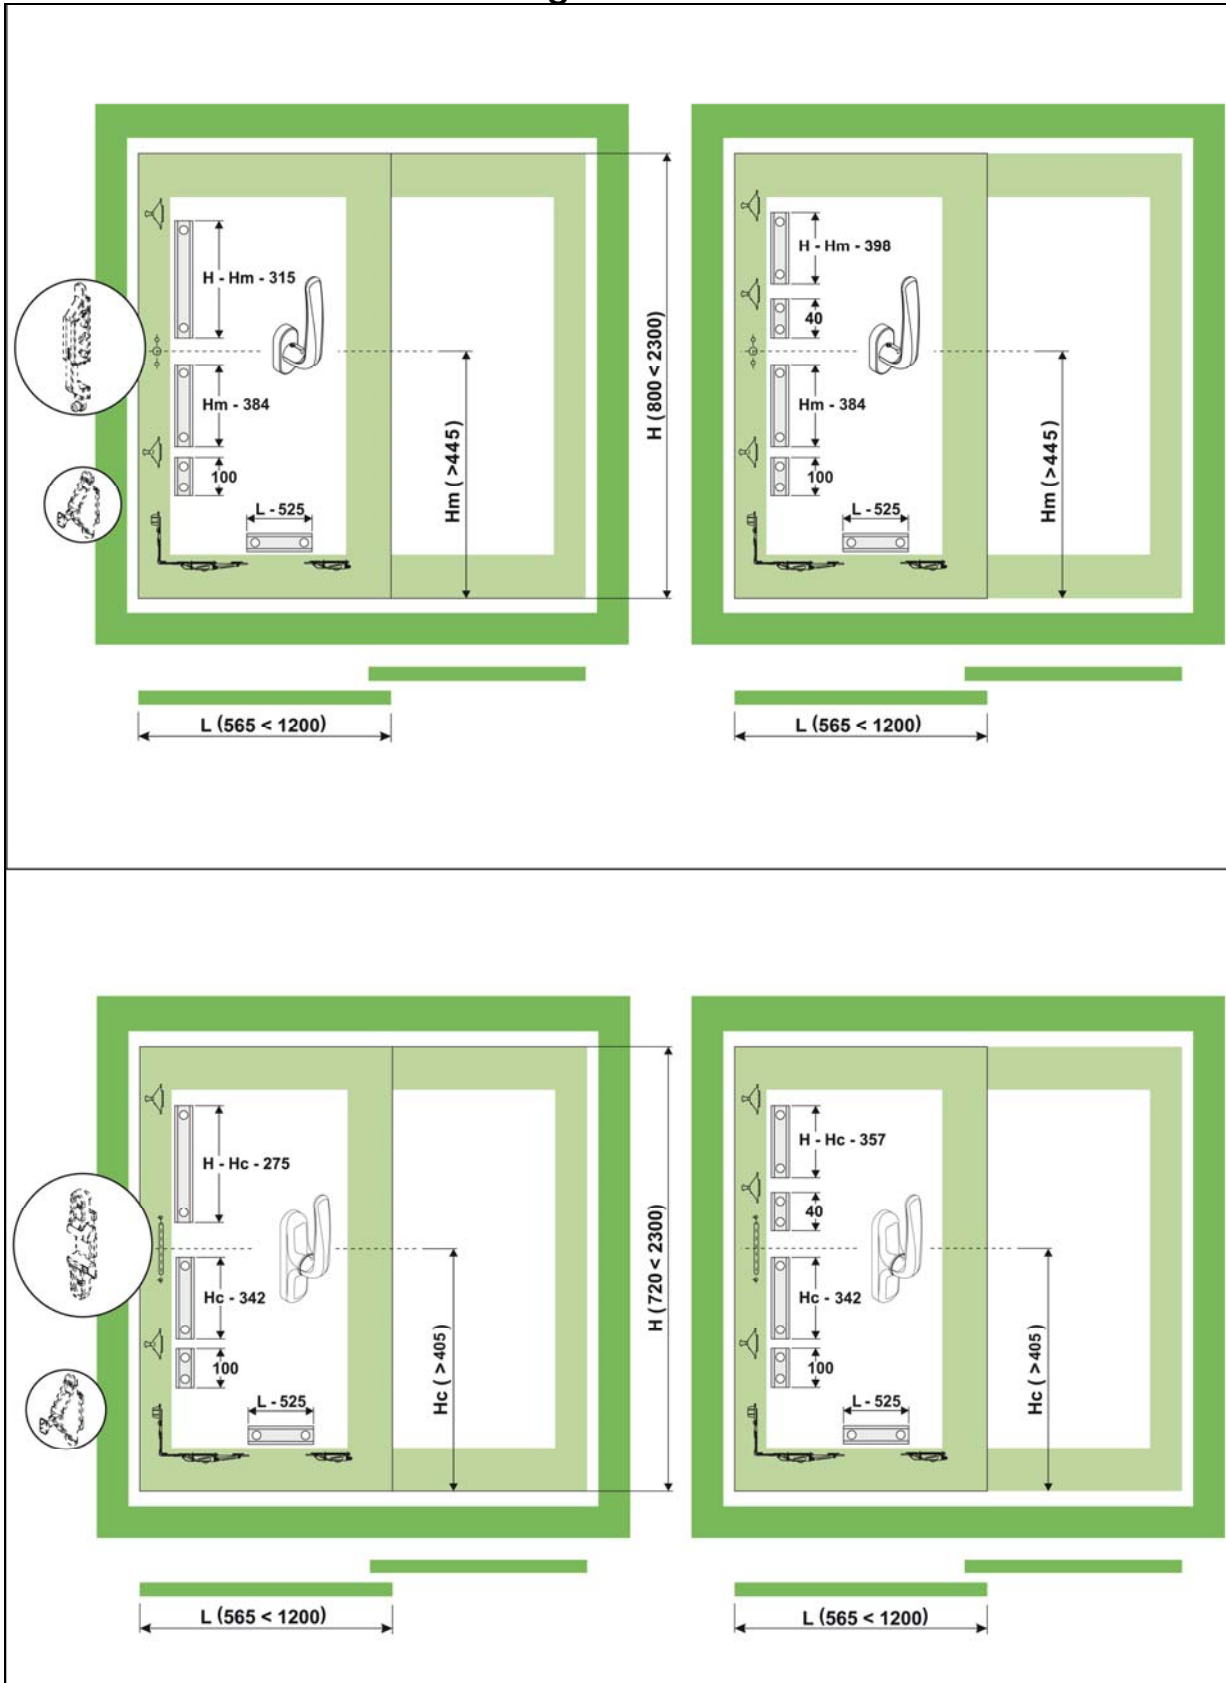 H - Hm - 315
Hm - 384
100
L - 525
Hm ( >445)
H ( 800 < 2300)
L (565 < 1200)
H - Hm - 398
40
Hm - 384
100
L - 525
Hm ( >445)
L (565 < 1200)
H - Hc - 275
Hc - 342
100
L - 525
Hc ( > 405)
H ( 720 < 2300)
L (565 < 1200)
H - Hc - 357
40
Hc - 342
100
L - 525
Hc ( > 405)
L (565 < 1200)